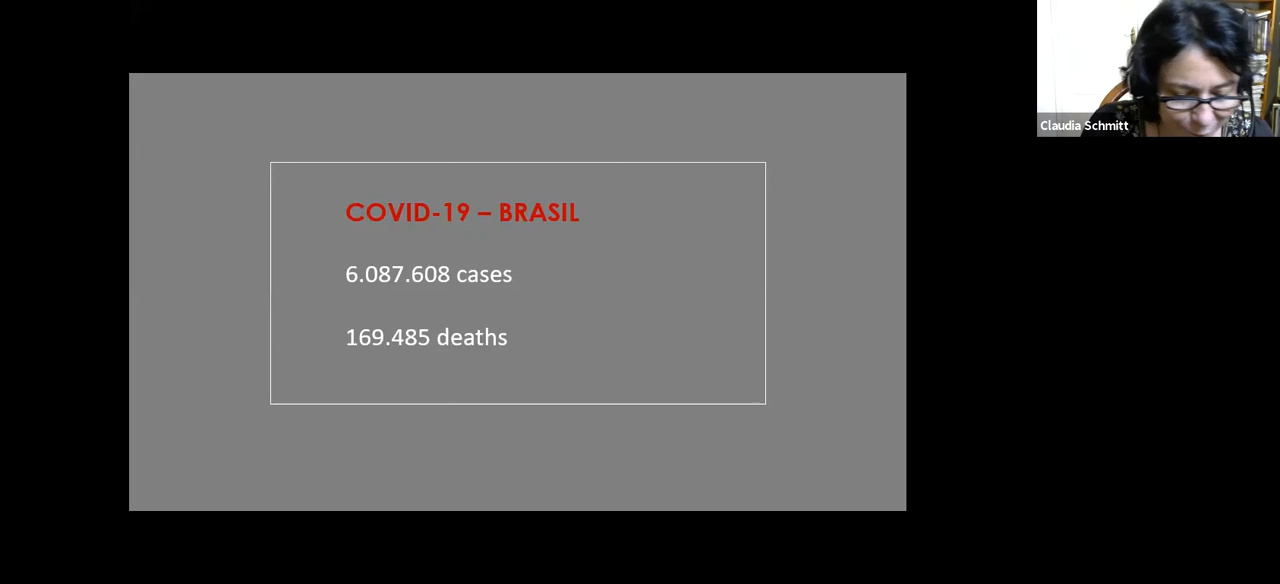 COVID-19 – BRASIL
6.087.608 cases
169.485 deaths
Claudia Schmitt